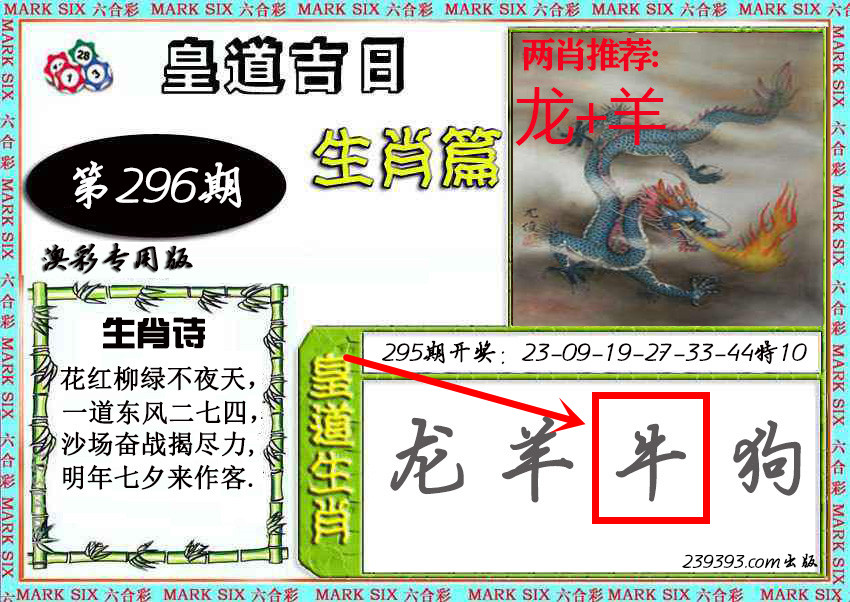 MARK SIX 六合彩 MARK SIX 六合彩 MARK SIX 六合彩 MARK SIX 六合彩 MARK SIX 六合彩 MARK SIX 六合彩
28
1
3
皇道吉日
第296期
生肖篇
澳彩专用版
两肖推荐:
龙+羊
生肖诗
花红柳绿不夜天,
一道东风二七四,
沙场奋战揭尽力,
明年七夕来作客.
295期开奖：23-09-19-27-33-44特10
皇道生肖
龙 羊 牛 狗
239393.com出版
MARK SIX 六合彩 MARK SIX 六合彩 MARK SIX 六合彩 MARK SIX 六合彩 MARK SIX 六合彩 MARK SIX